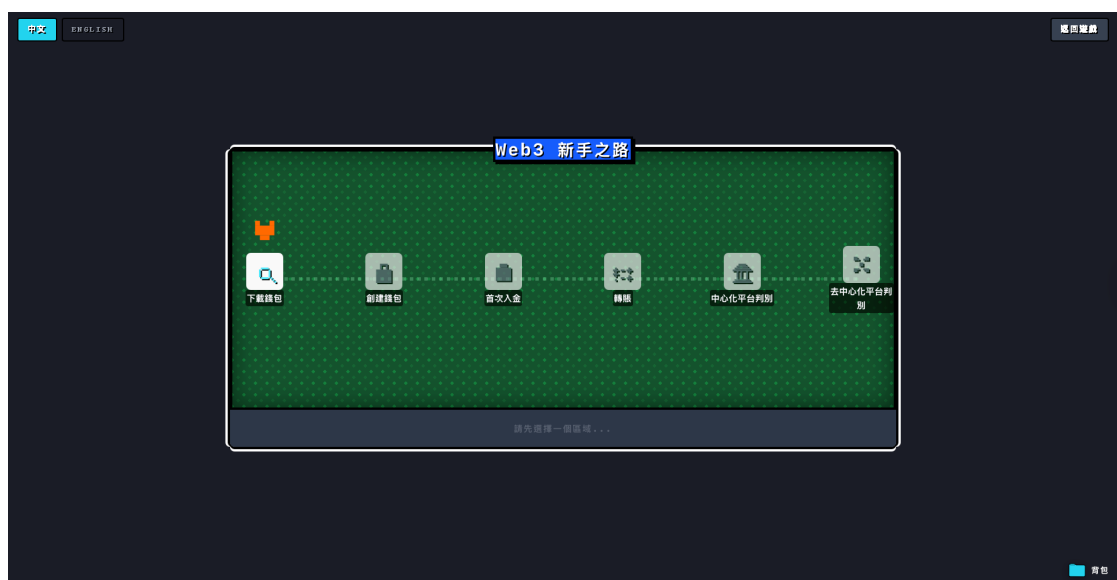 中文
ENGLISH
返回遊戲
Web3 新手之路
下載錢包
創建錢包
首次入金
轉賬
中心化平台判別
去中心化平台判
別
請先選擇一個區域...
背包